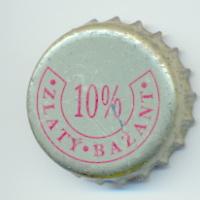 10%
• ZLATÝ • BAŽANT •